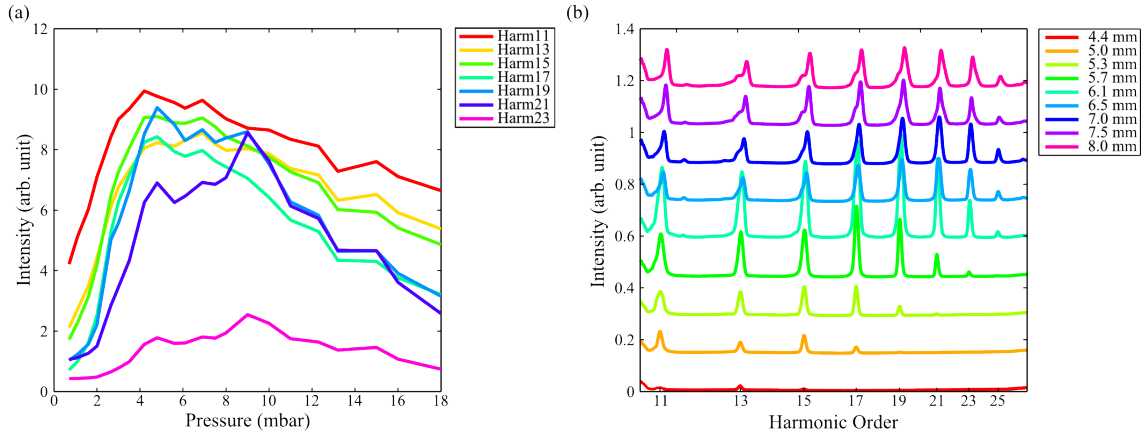 (a)
12
10
8
6
4
2
0
0 2 4 6 8 10 12 14 16 18
Intensity (arb. unit)
Pressure (mbar)
Harm11
Harm13
Harm15
Harm17
Harm19
Harm21
Harm23
(b)
1.4
1.2
1
0.8
0.6
0.4
0.2
0
11 13 15 17 19 21 23 25
Intensity (arb. unit)
Harmonic Order
4.4 mm
5.0 mm
5.3 mm
5.7 mm
6.1 mm
6.5 mm
7.0 mm
7.5 mm
8.0 mm